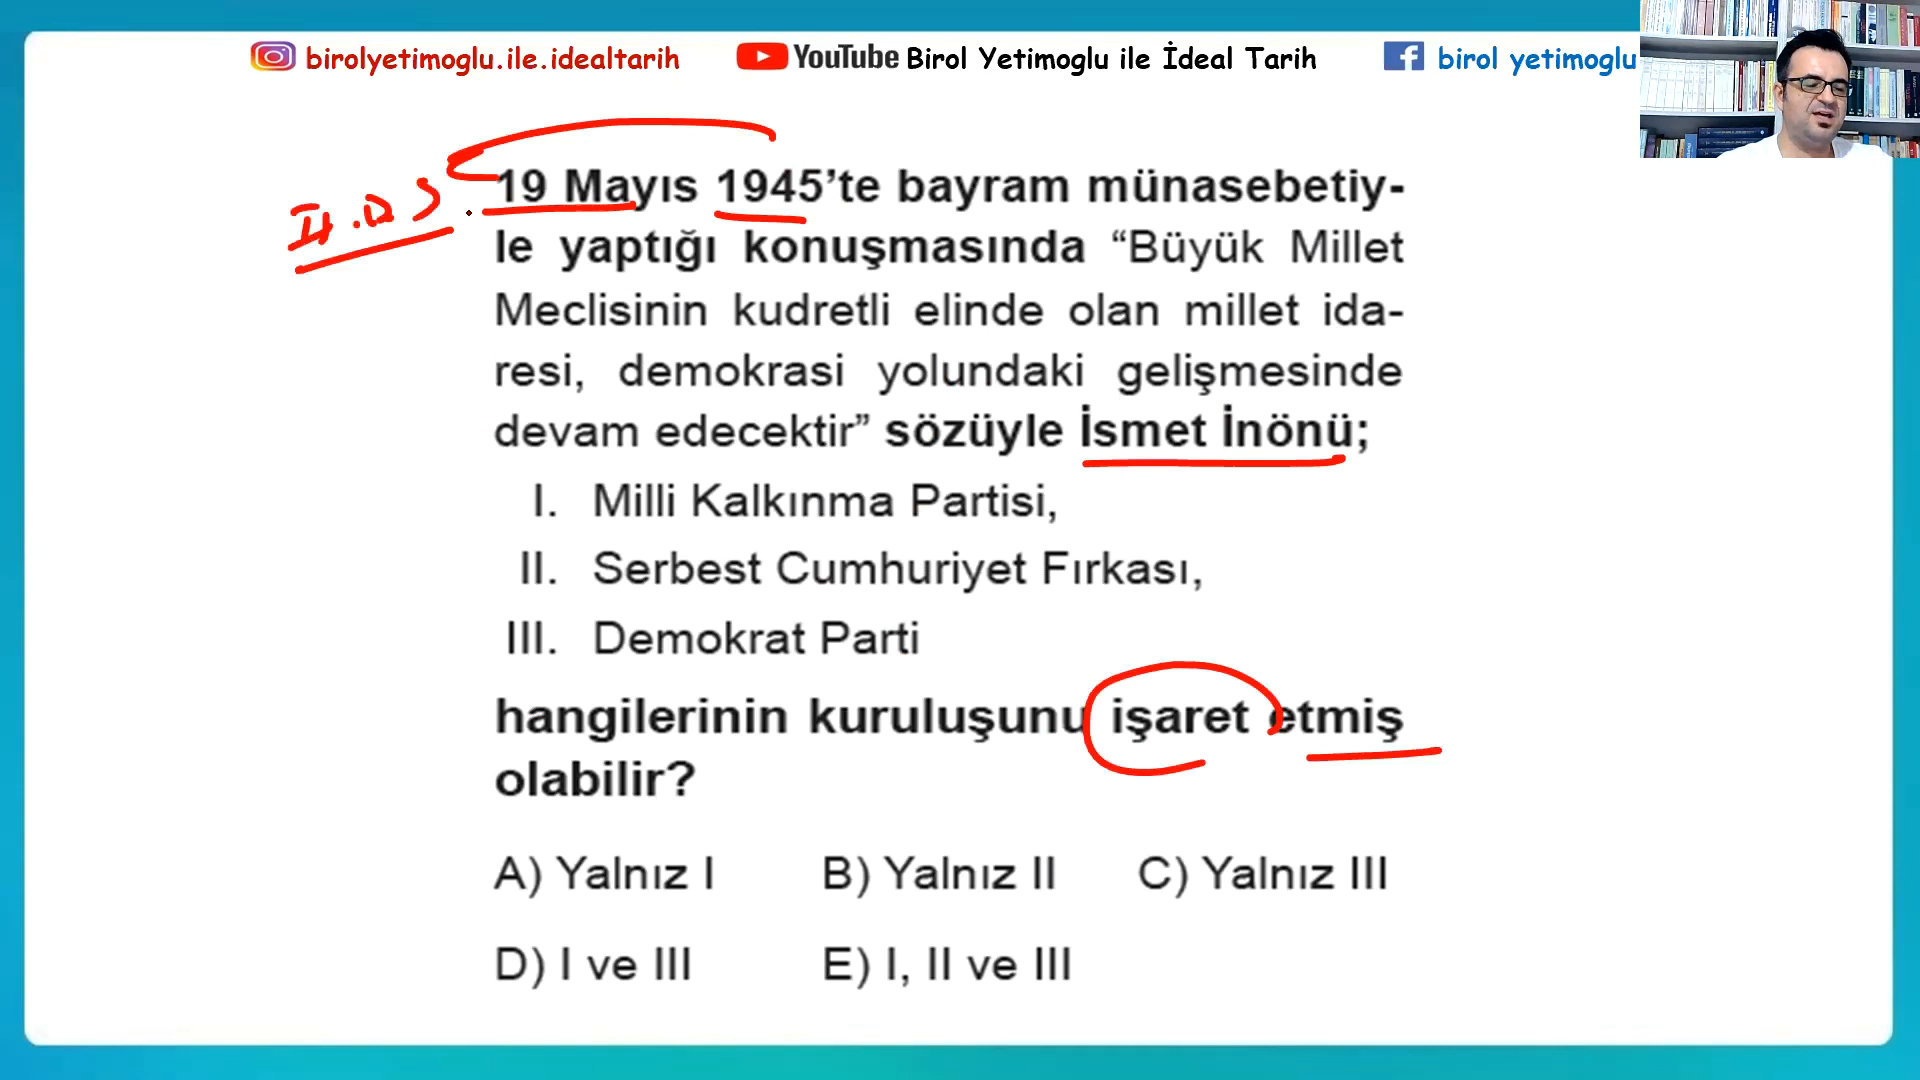 birolyetimoglu.ile.idealtarih YouTube Birol Yetimoglu ile İdeal Tarih birol yetimoglu
II.D.S.
19 Mayıs 1945’te bayram münasebetiy-
le yaptığı konuşmasında “Büyük Millet
Meclisinin kudretli elinde olan millet ida-
resi, demokrasi yolundaki gelişmesinde
devam edecektir” sözüyle İsmet İnönü;
I. Milli Kalkınma Partisi,
II. Serbest Cumhuriyet Fırkası,
III. Demokrat Parti
hangilerinin kuruluşunu işaret etmiş
olabilir?
A) Yalnız I B) Yalnız II C) Yalnız III
D) I ve III E) I, II ve III